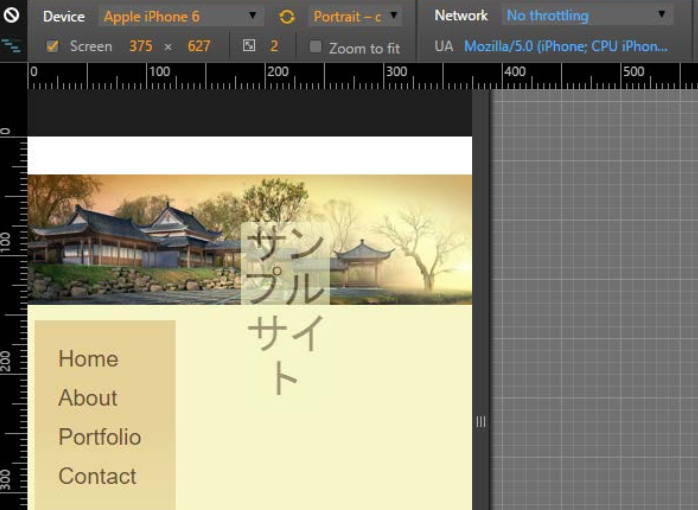 Device Apple iPhone 6 Portrait – c Network No throttling
Screen 375 × 627 2 Zoom to fit UA Mozilla/5.0 (iPhone; CPU iPhon...
0 100 200 300 400 500
0
100
200
300
サン
プル
サイ
ト
Home
About
Portfolio
Contact